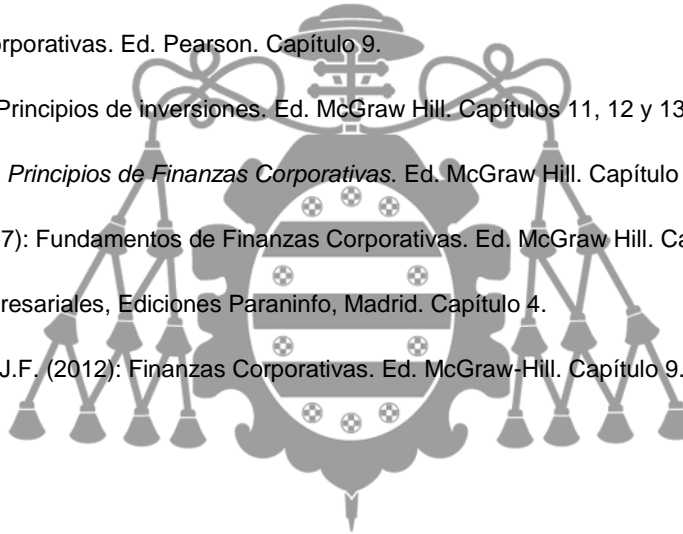 orporativas. Ed. Pearson. Capítulo 9.
Principios de inversiones. Ed. McGraw Hill. Capítulos 11, 12 y 13
Principios de Finanzas Corporativas. Ed. McGraw Hill. Capítulo
7): Fundamentos de Finanzas Corporativas. Ed. McGraw Hill. Ca
resariales, Ediciones Paraninfo, Madrid. Capítulo 4.
J.F. (2012): Finanzas Corporativas. Ed. McGraw-Hill. Capítulo 9.